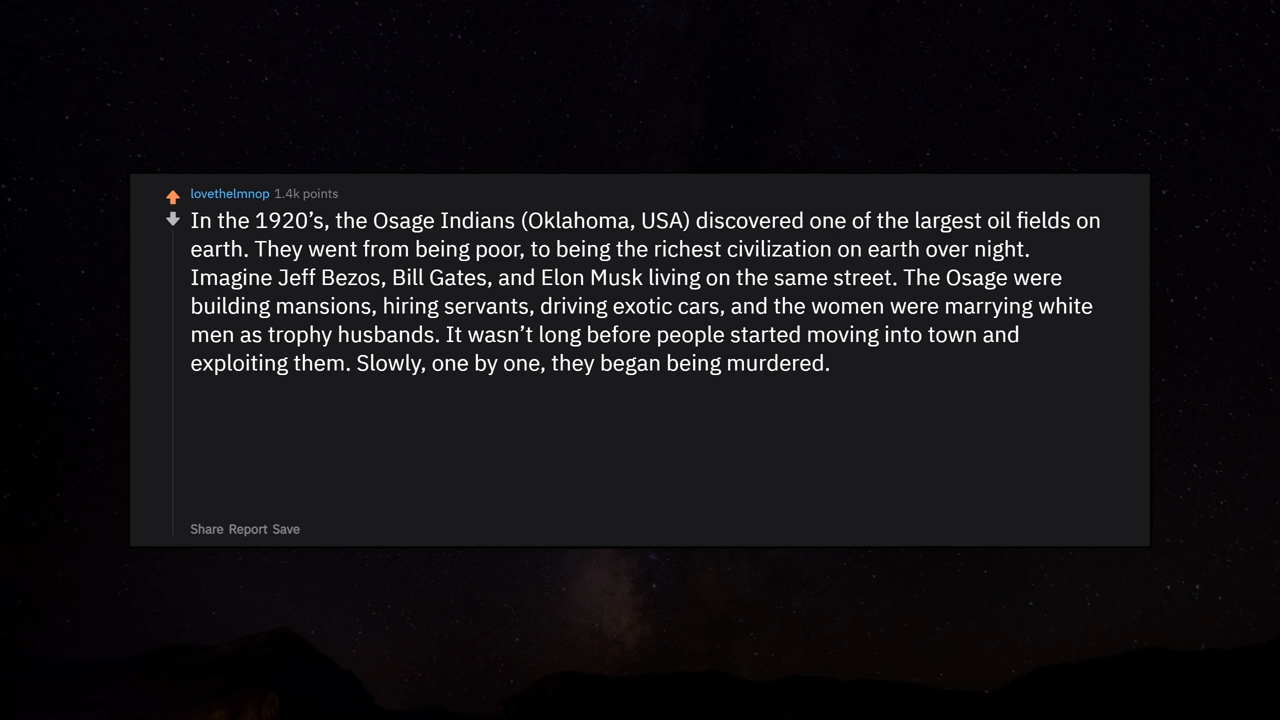 lovethelmnop 1.4k points
In the 1920’s, the Osage Indians (Oklahoma, USA) discovered one of the largest oil fields on
earth. They went from being poor, to being the richest civilization on earth over night.
Imagine Jeff Bezos, Bill Gates, and Elon Musk living on the same street. The Osage were
building mansions, hiring servants, driving exotic cars, and the women were marrying white
men as trophy husbands. It wasn’t long before people started moving into town and
exploiting them. Slowly, one by one, they began being murdered.
Share Report Save